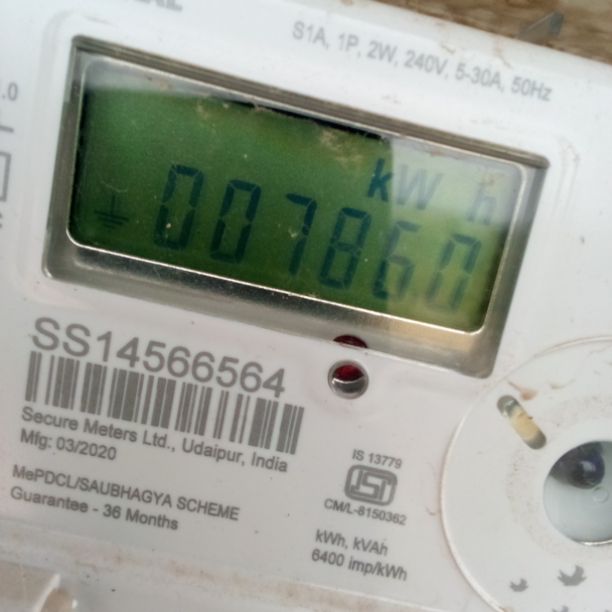 S1A, 1P, 2W, 240V, 5-30A, 50Hz
kW h
007860
SS14566564
Secure Meters Ltd., Udaipur, India
Mfg: 03/2020
MePDCL/SAUBHAGYA SCHEME
Guarantee - 36 Months
IS 13779
ISI
CM/L-8150362
kWh, kVAh
6400 imp/kWh